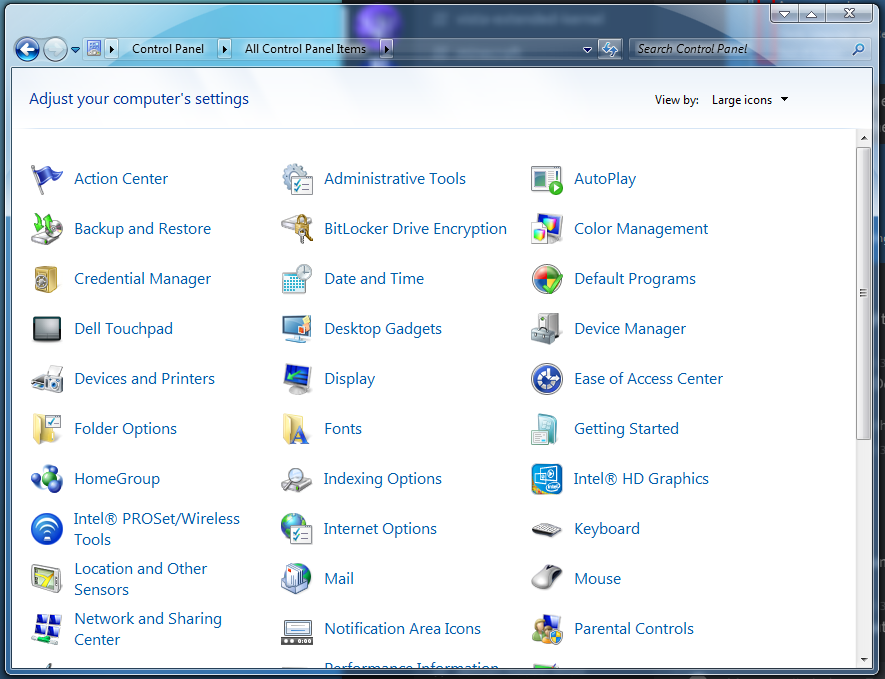 Control Panel
All Control Panel Items
Search Control Panel
Adjust your computer's settings
View by:
Large icons
Action Center
Administrative Tools
AutoPlay
Backup and Restore
BitLocker Drive Encryption
Color Management
Credential Manager
Date and Time
Default Programs
Dell Touchpad
Desktop Gadgets
Device Manager
Devices and Printers
Display
Ease of Access Center
Folder Options
Fonts
Getting Started
HomeGroup
Indexing Options
Intel® HD Graphics
Intel® PROSet/Wireless
Tools
Internet Options
Keyboard
Location and Other
Sensors
Mail
Mouse
Network and Sharing
Center
Notification Area Icons
Parental Controls
Performance Information